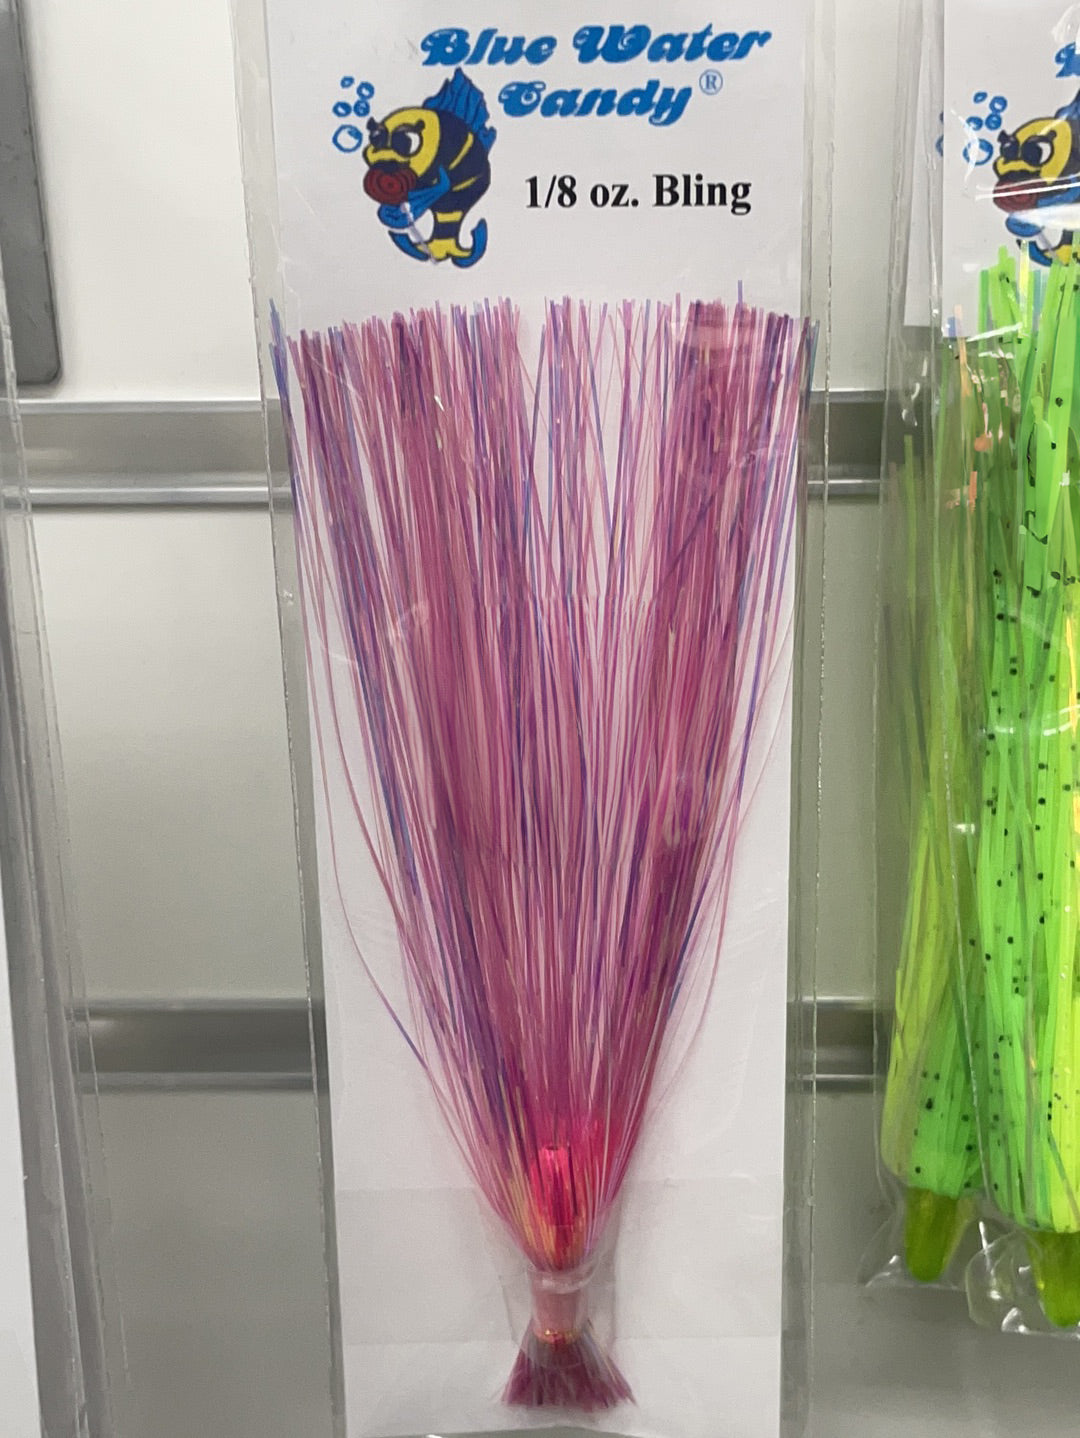 Blue Water
Candy®
1/8 oz. Bling